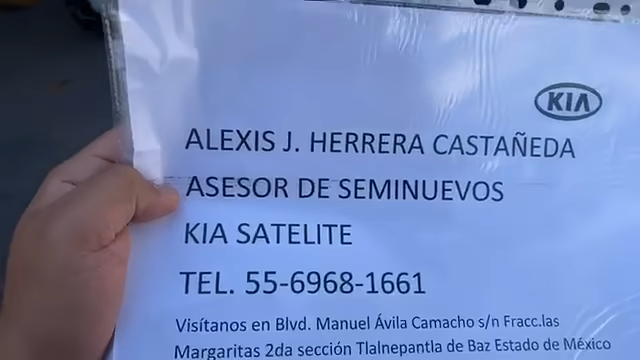 KIA
ALEXIS J. HERRERA CASTAÑEDA
ASESOR DE SEMINUEVOS
KIA SATELITE
TEL. 55-6968-1661
Visítanos en Blvd. Manuel Ávila Camacho s/n Fracc.las
Margaritas 2da sección Tlalnepantla de Baz Estado de México